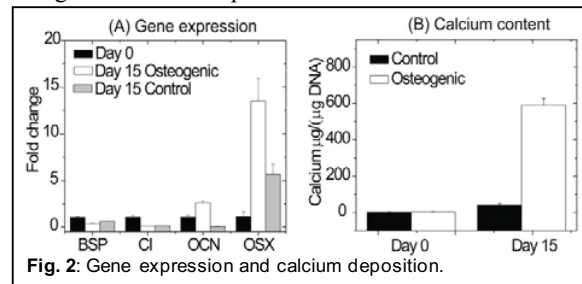 (A) Gene expression
20
15
10
5
0
Fold change
Day 0
Day 15 Osteogenic
Day 15 Control
BSP CI OCN OSX
(B) Calcium content
800
600
400
200
0
Calcium μg/(μg DNA)
Control
Osteogenic
Day 0 Day 15
Fig. 2: Gene expression and calcium deposition.